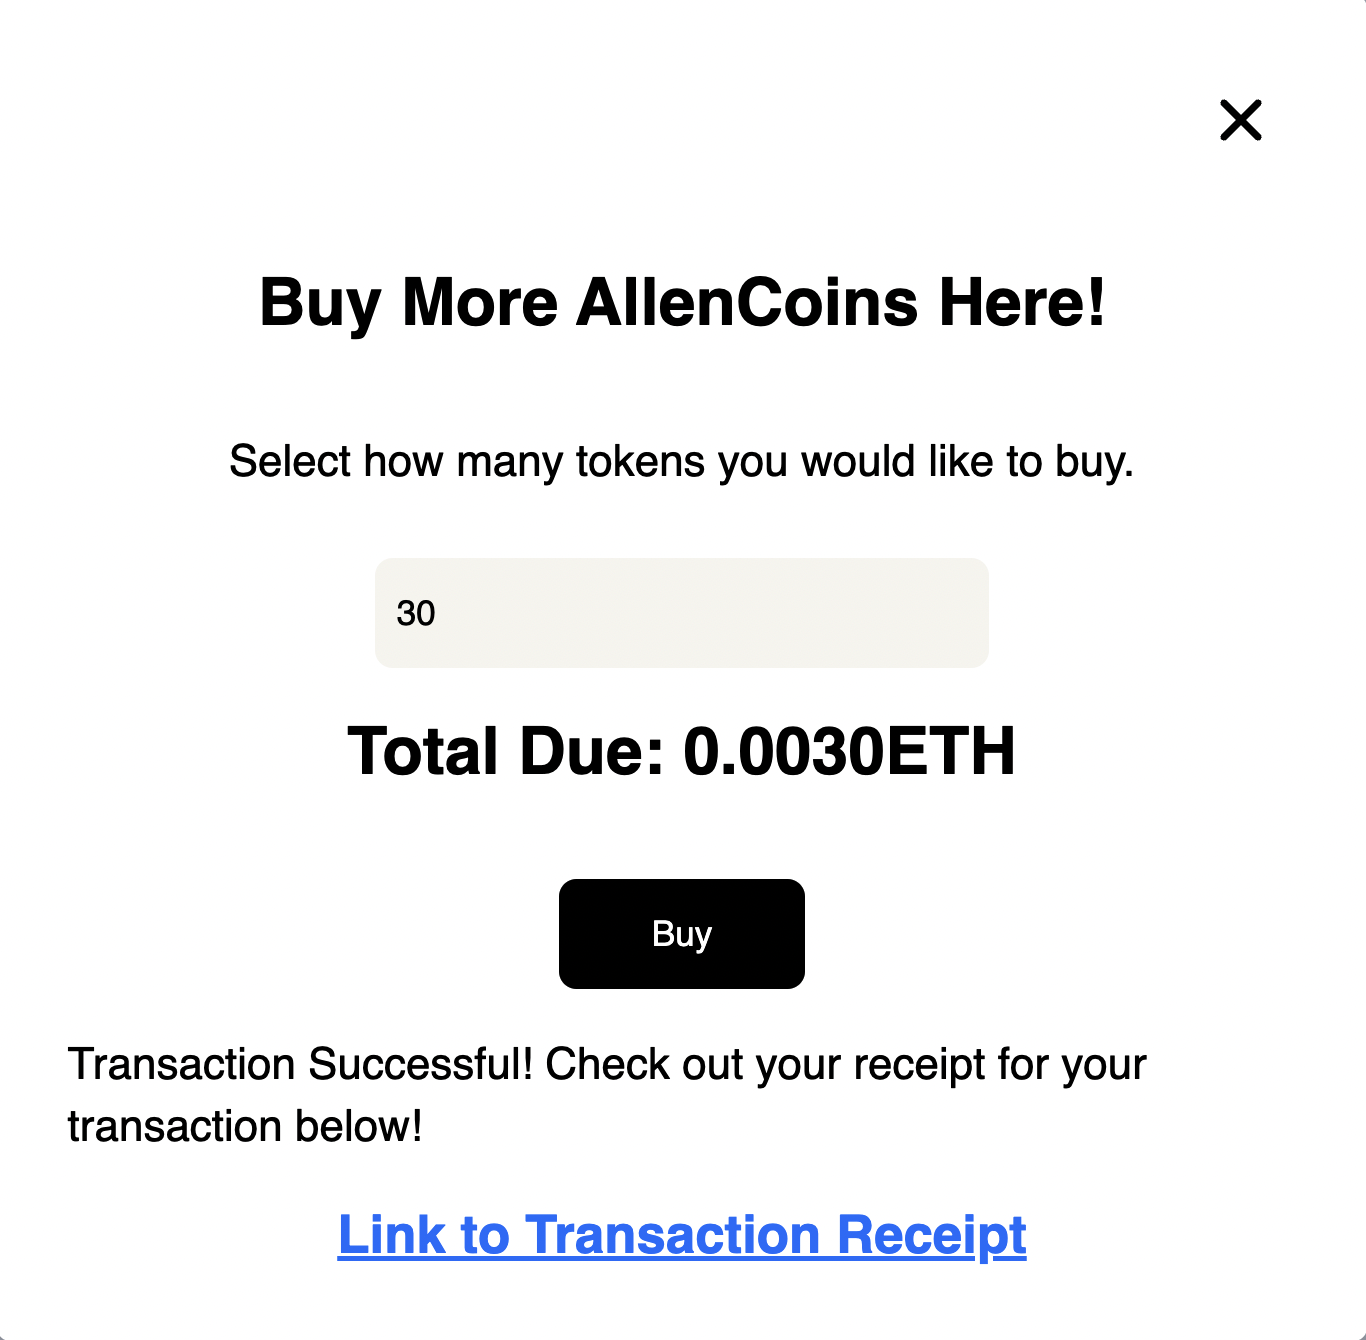 Buy More AllenCoins Here!
Select how many tokens you would like to buy.
30
Total Due: 0.0030ETH
Buy
Transaction Successful! Check out your receipt for your
transaction below!
Link to Transaction Receipt